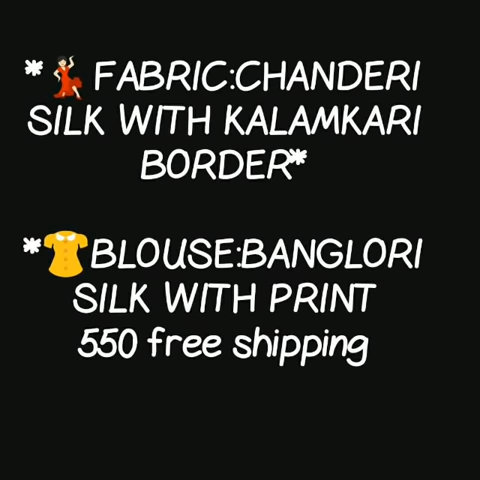 *💃FABRIC:CHANDERI
SILK WITH KALAMKARI
BORDER*
*👚BLOUSE:BANGLORI
SILK WITH PRINT
550 free shipping